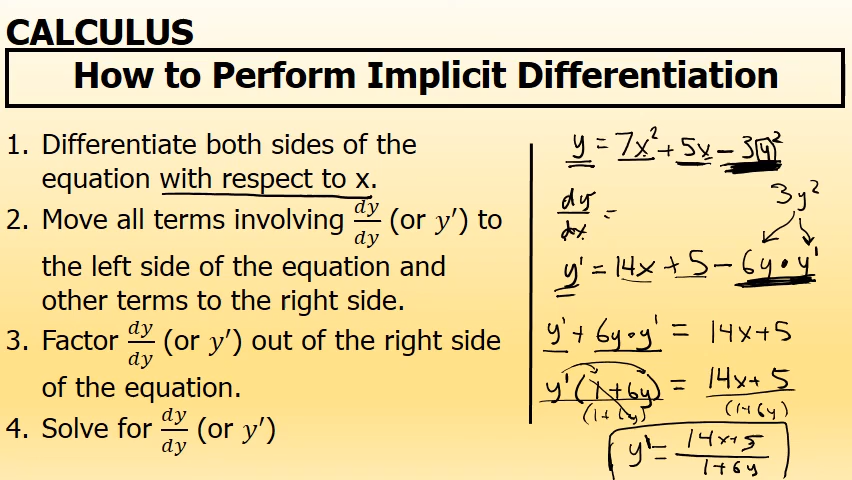 CALCULUS
How to Perform Implicit Differentiation
1. Differentiate both sides of the
equation with respect to x.
2. Move all terms involving dy/dy (or y′) to
the left side of the equation and
other terms to the right side.
3. Factor dy/dy (or y′) out of the right side
of the equation.
4. Solve for dy/dy (or y′)
y = 7x² + 5x − 3y²
dy/dx =
3y²
y' = 14x + 5 − 6y • y'
y' + 6y • y' = 14x + 5
y' (1 + 6y) = 14x + 5
(1+6y) (1+6y)
y' = 14x+5/1+6y